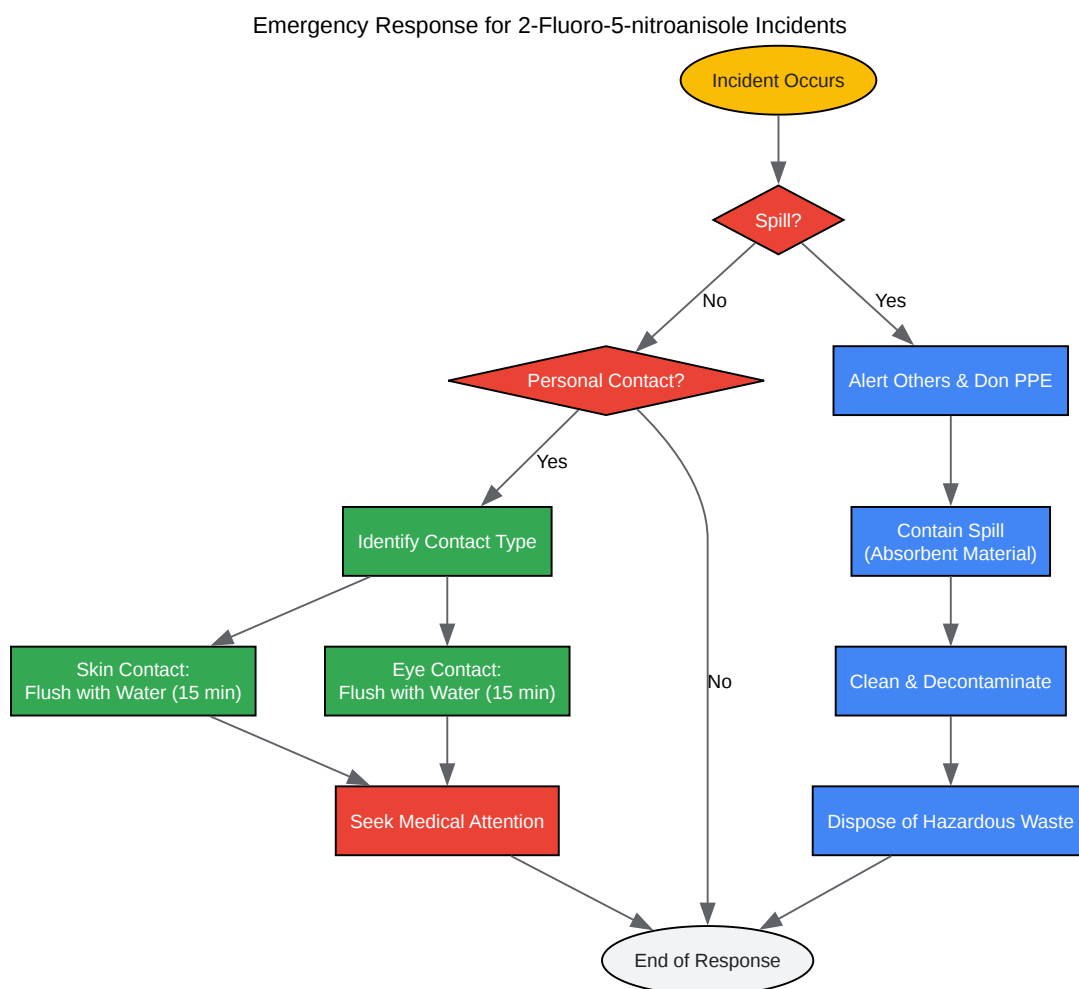 Emergency Response for 2-Fluoro-5-nitroanisole Incidents
Incident Occurs
Spill?
No
Yes
Personal Contact?
Alert Others & Don PPE
Yes
Identify Contact Type
Contain Spill
(Absorbent Material)
Skin Contact:
Flush with Water (15 min)
Eye Contact:
Flush with Water (15 min)
No
Clean & Decontaminate
Seek Medical Attention
Dispose of Hazardous Waste
End of Response